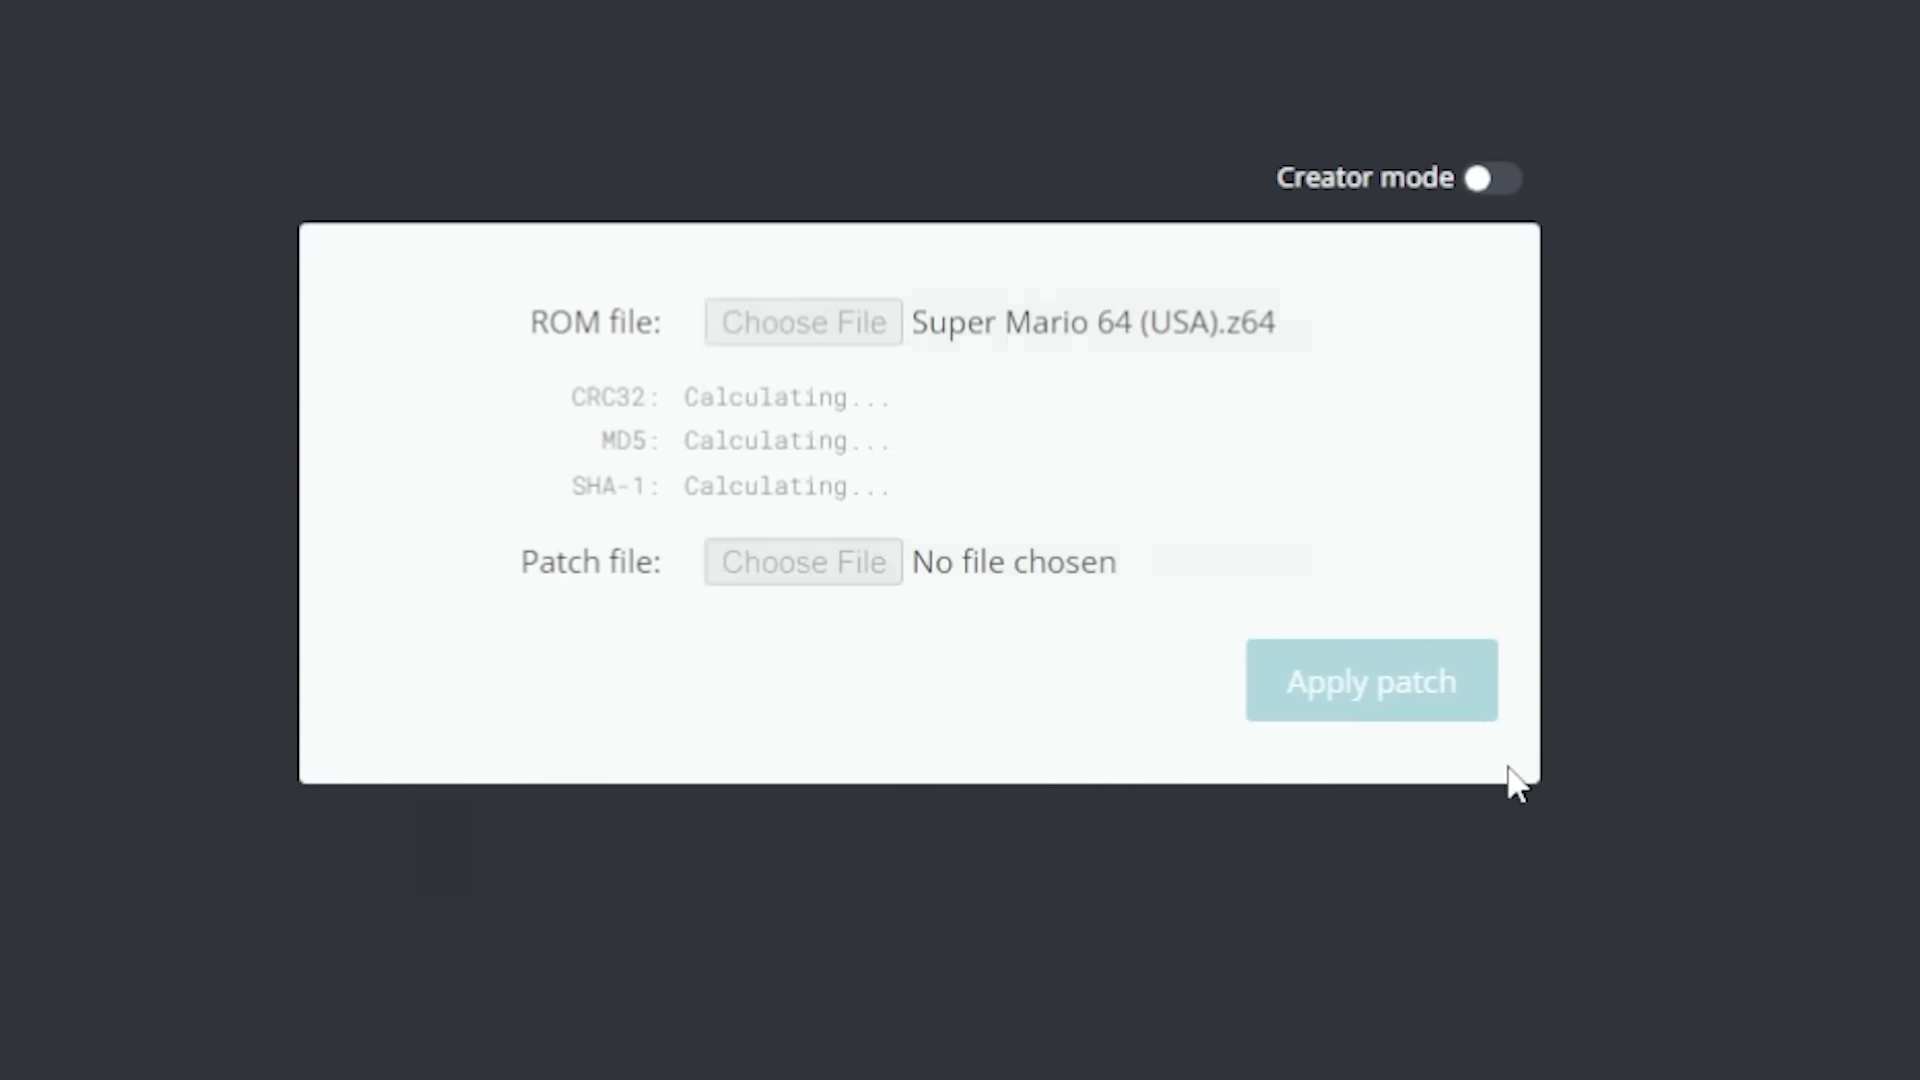 Creator mode
ROM file: Choose File Super Mario 64 (USA).z64
CRC32: Calculating...
MD5: Calculating...
SHA-1: Calculating...
Patch file: Choose File No file chosen
Apply patch